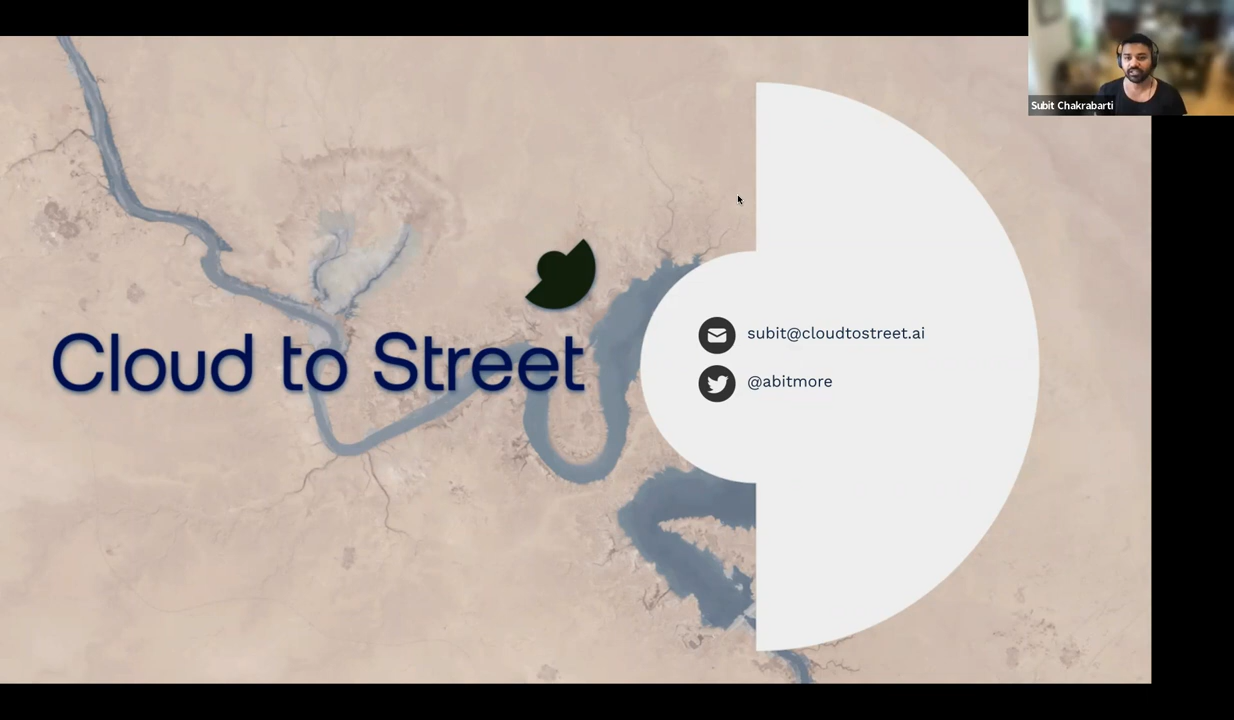 Subit Chakrabarti
Cloud to Street
subit@cloudtostreet.ai
@abitmore